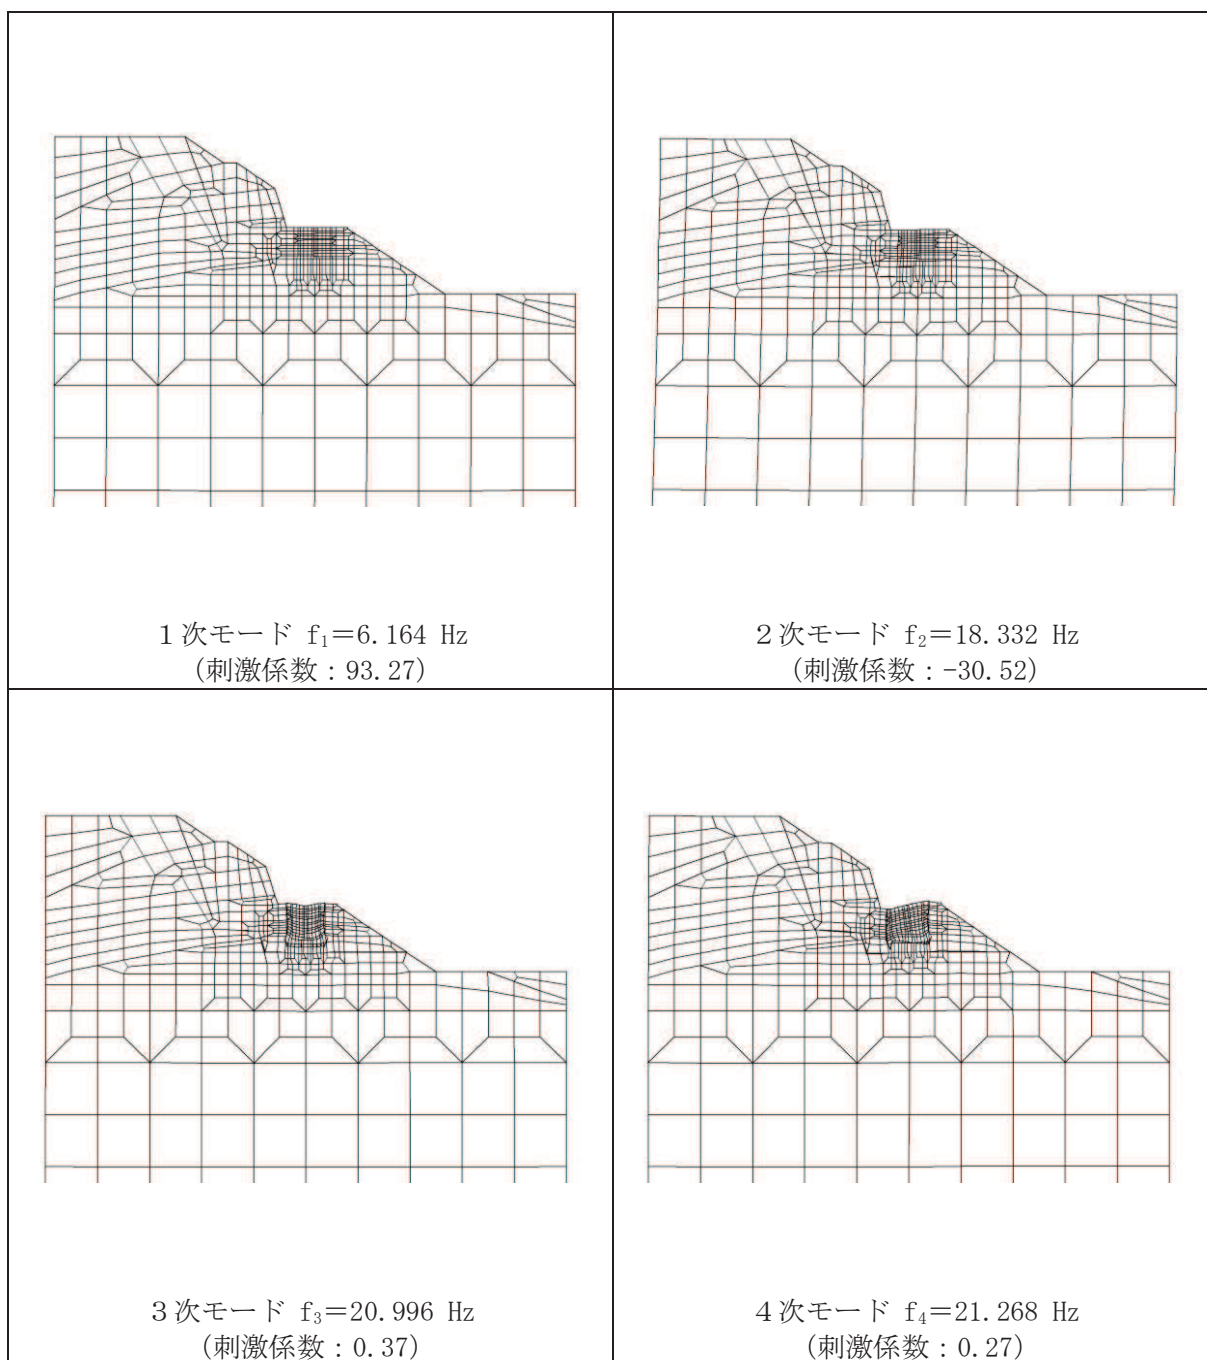 １次モード f₁＝6.164 Hz
(刺激係数：93.27)
２次モード f₂＝18.332 Hz
(刺激係数：-30.52)
３次モード f₃＝20.996 Hz
(刺激係数：0.37)
４次モード f₄＝21.268 Hz
(刺激係数：0.27)